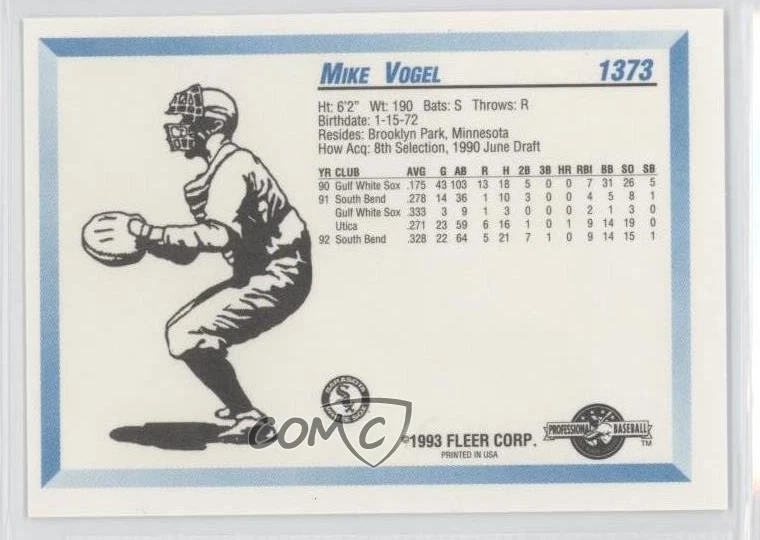 MIKE VOGEL 1373
Ht: 6'2" Wt: 190 Bats: S Throws: R
Birthdate: 1-15-72
Resides: Brooklyn Park, Minnesota
How Acq: 8th Selection, 1990 June Draft
YR CLUB AVG G AB R H 2B 3B HR RBI BB SO SB
90 Gulf White Sox .175 43 103 13 18 5 0 0 7 31 26 5
91 South Bend .278 14 36 1 10 3 0 0 4 5 8 1
Gulf White Sox .333 3 9 1 3 0 0 0 2 1 3 0
Utica .271 23 59 6 16 1 0 1 9 14 19 0
92 South Bend .328 22 64 5 21 7 1 0 9 14 15 1
SARASOTA
WHITE SOX
COMC
©1993 FLEER CORP.
PRINTED IN USA
PROFESSIONAL BASEBALL
TM